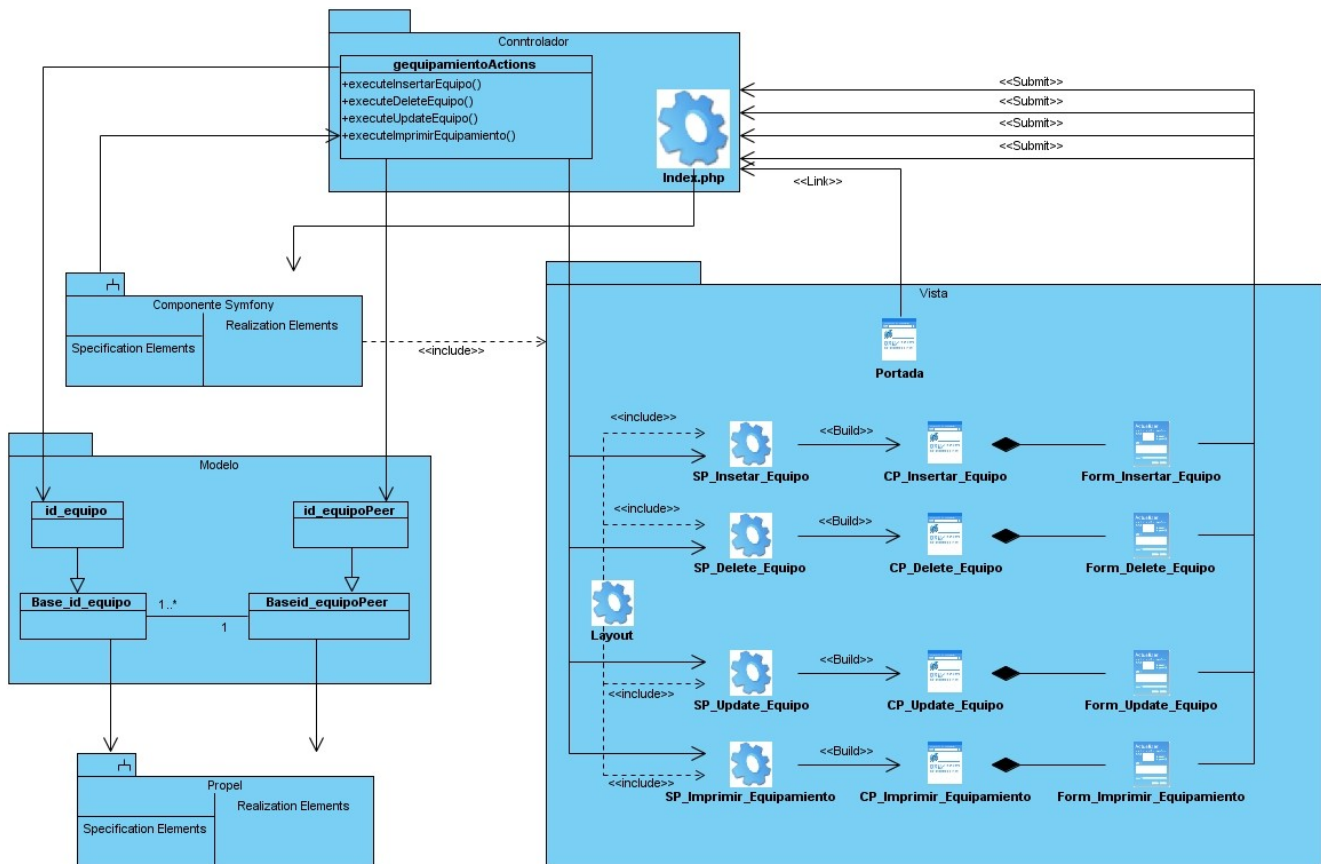 Conntrolador
gequipamientoActions
+executeInsertarEquipo()
+executeDeleteEquipo()
+executeUpdateEquipo()
+executeImprimirEquipamiento()
Index.php
<<Submit>>
<<Submit>>
<<Submit>>
<<Submit>>
<<Link>>
Componente Symfony
Realization Elements
Specification Elements
<<include>>
Vista
Portada
Modelo
id_equipo
id_equipoPeer
Base_id_equipo
1..*
1
Baseid_equipoPeer
Propel
Realization Elements
Specification Elements
<<include>>
SP_Insetar_Equipo
<<Build>>
CP_Insertar_Equipo
Form_Insertar_Equipo
<<include>>
SP_Delete_Equipo
<<Build>>
CP_Delete_Equipo
Form_Delete_Equipo
Layout
<<include>>
SP_Update_Equipo
<<Build>>
CP_Update_Equipo
Form_Update_Equipo
<<include>>
SP_Imprimir_Equipamiento
<<Build>>
CP_Imprimir_Equipamiento
Form_Imprimir_Equipamiento